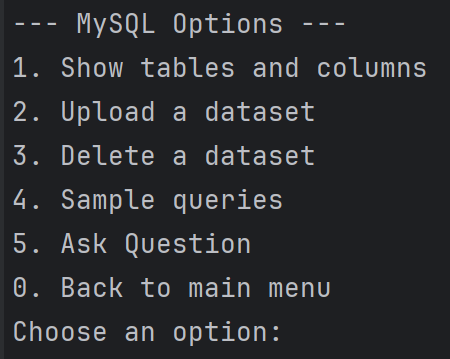 --- MySQL Options ---
1. Show tables and columns
2. Upload a dataset
3. Delete a dataset
4. Sample queries
5. Ask Question
0. Back to main menu
Choose an option: